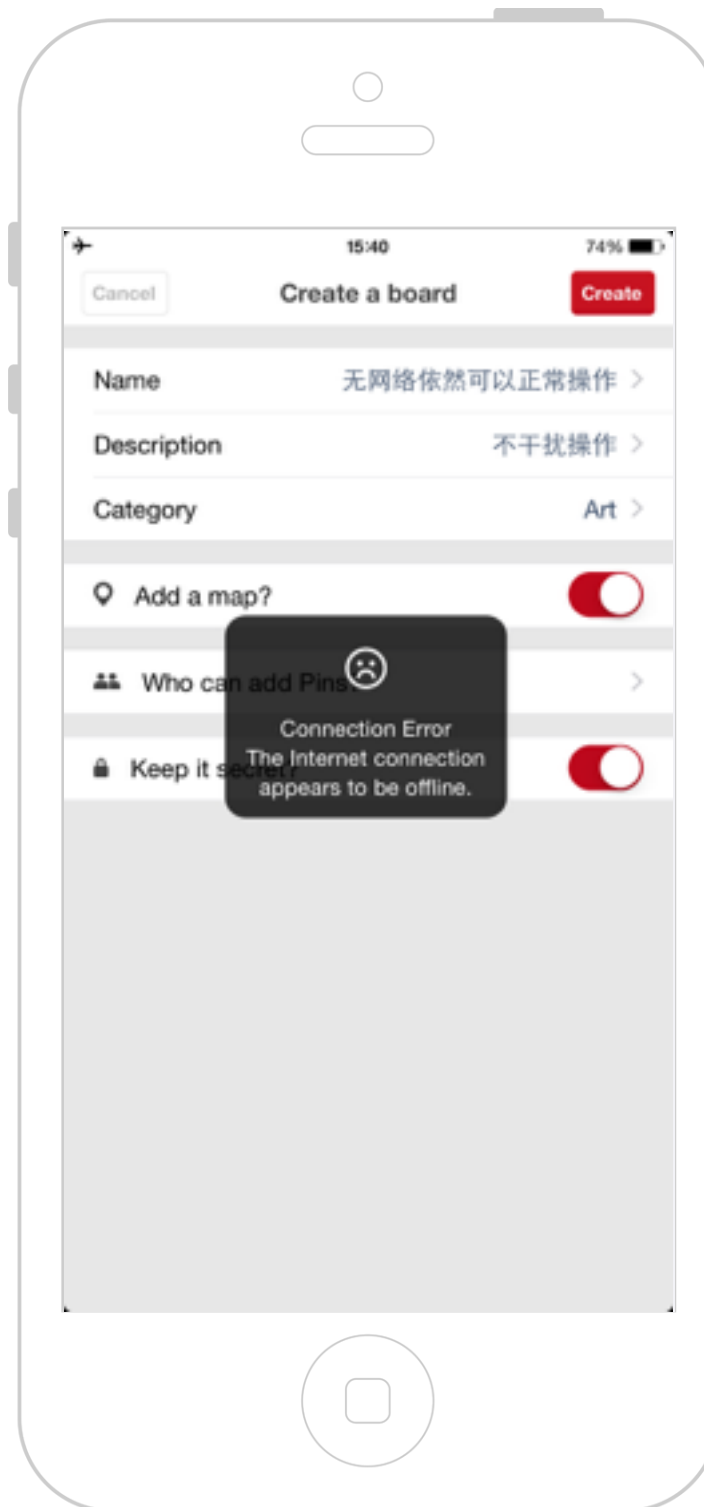 15:40
74%
Cancel
Create a board
Create
Name
无网络依然可以正常操作
Description
不干扰操作
Category
Art
Add a map?
Who can add Pins?
Keep it secret?
Connection Error
The Internet connection
appears to be offline.